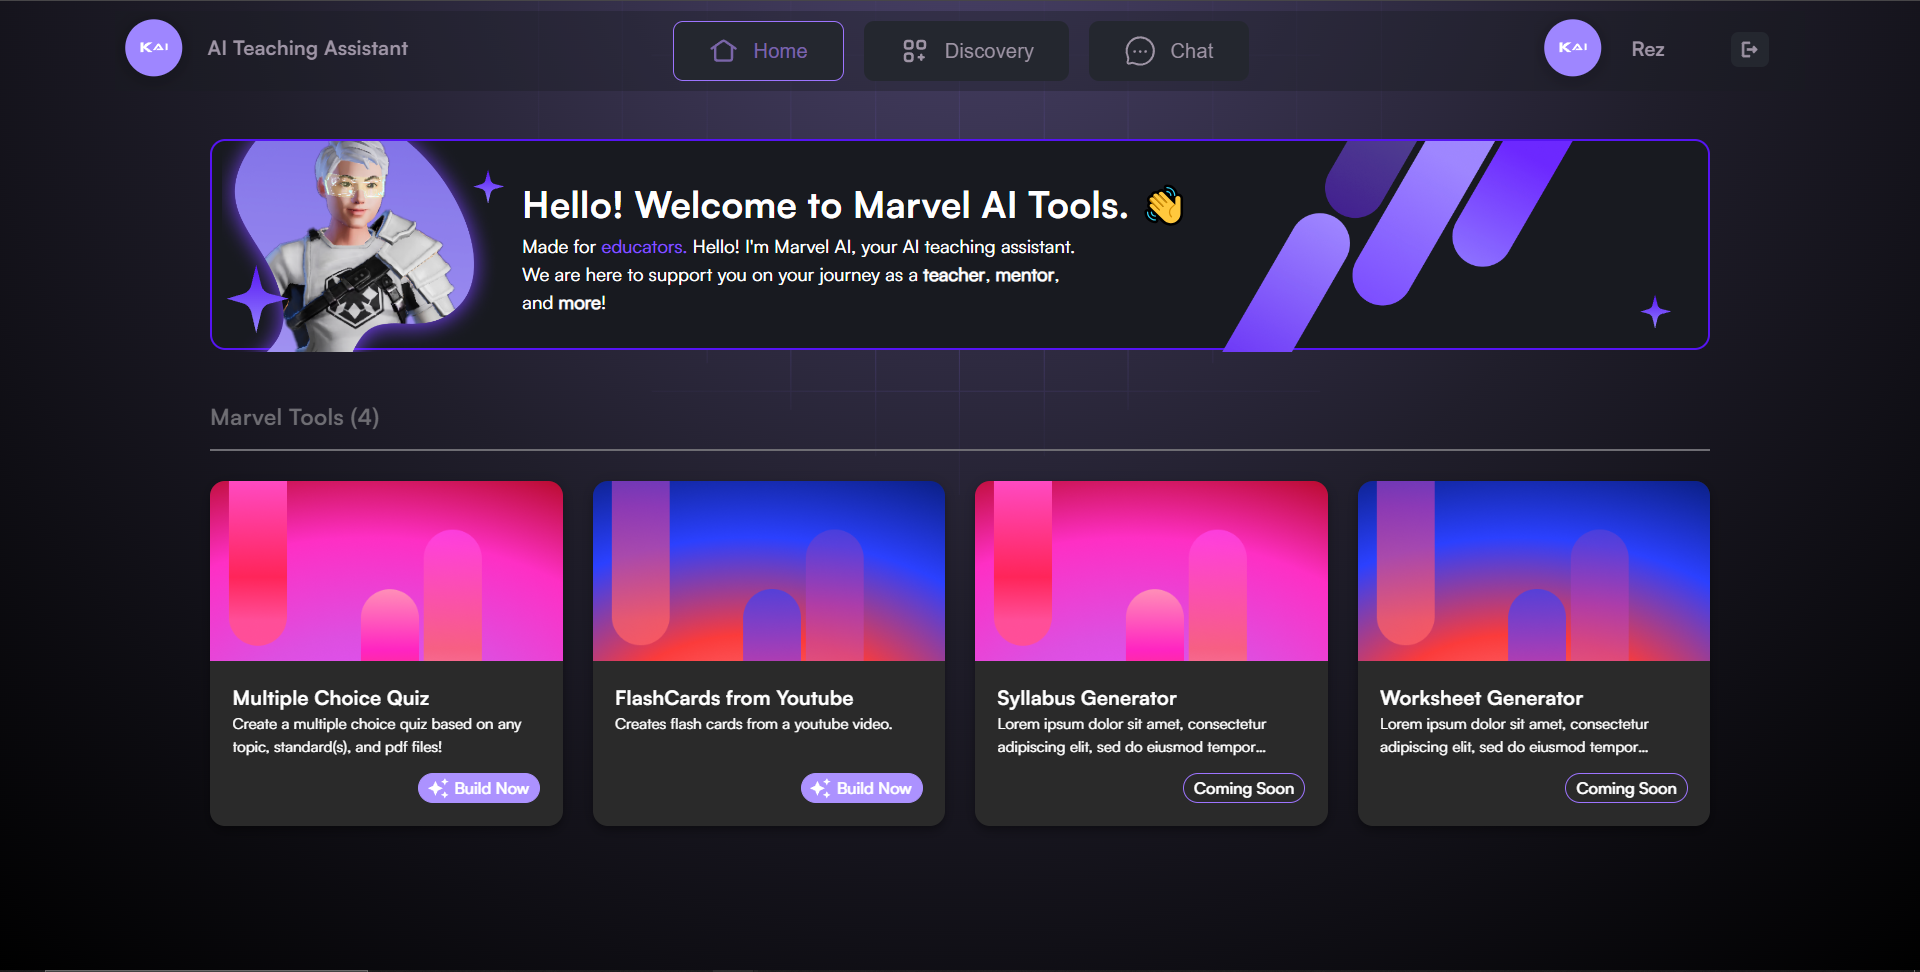 KAI
AI Teaching Assistant
Home
Discovery
Chat
KAI
Rez
Hello! Welcome to Marvel AI Tools. 👋
Made for educators. Hello! I'm Marvel AI, your AI teaching assistant.
We are here to support you on your journey as a teacher, mentor,
and more!
Marvel Tools (4)
Multiple Choice Quiz
Create a multiple choice quiz based on any
topic, standard(s), and pdf files!
Build Now
FlashCards from Youtube
Creates flash cards from a youtube video.
Build Now
Syllabus Generator
Lorem ipsum dolor sit amet, consectetur
adipiscing elit, sed do eiusmod tempor...
Coming Soon
Worksheet Generator
Lorem ipsum dolor sit amet, consectetur
adipiscing elit, sed do eiusmod tempor...
Coming Soon